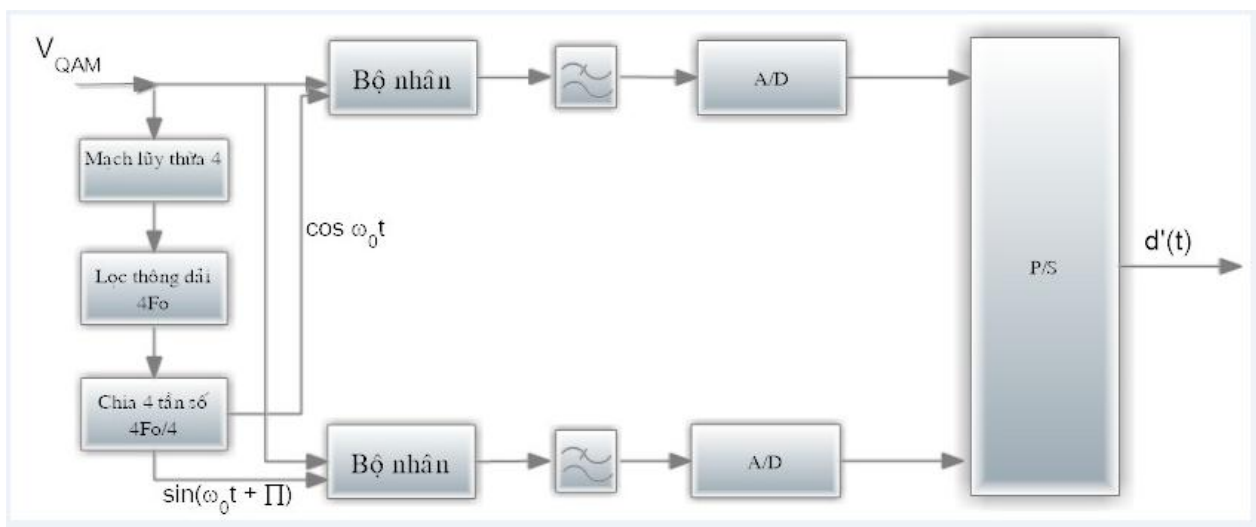 V QAM
Bộ nhân
A/D
Mạch lũy thừa 4
cos ω0t
Lọc thông dải
4Fo
P/S
d'(t)
Chia 4 tần số
4Fo/4
Bộ nhân
A/D
sin(ω0t + ∏)